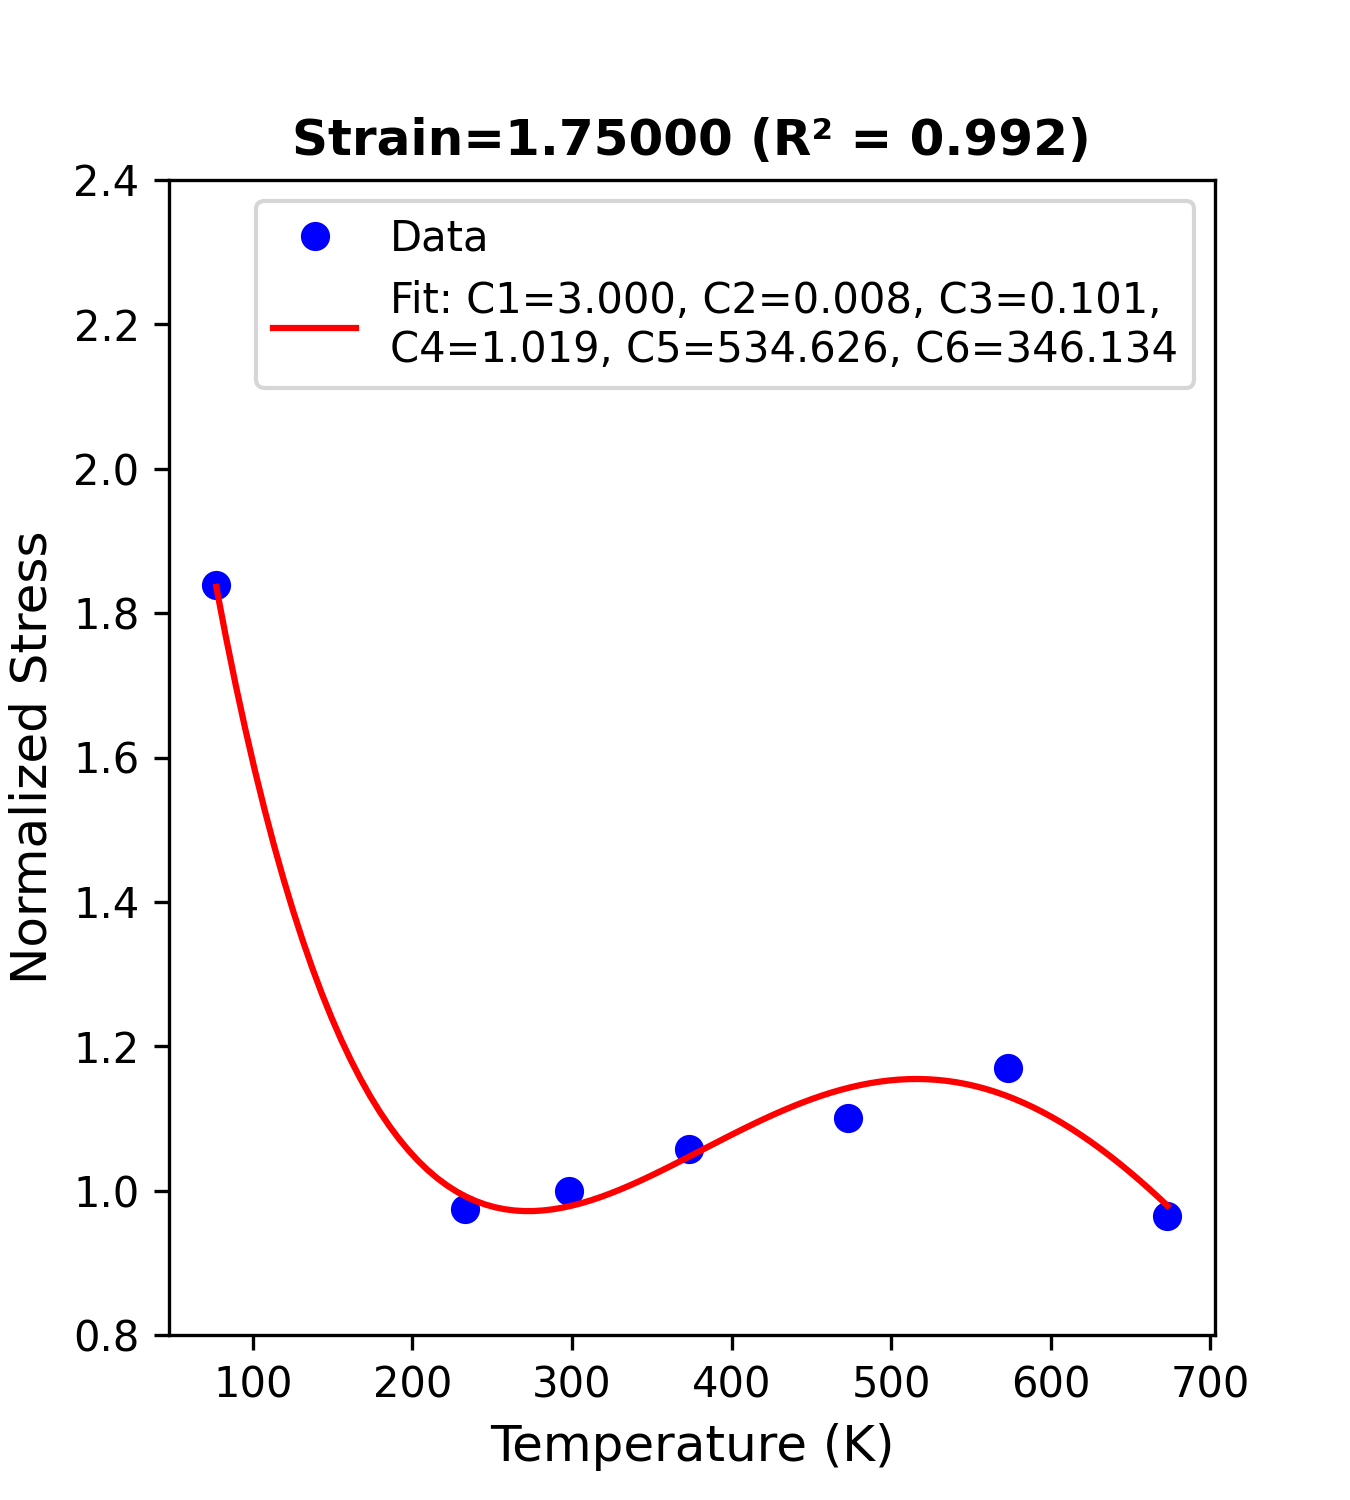 Strain=1.75000 (R² = 0.992)
Data
Fit: C1=3.000, C2=0.008, C3=0.101,
C4=1.019, C5=534.626, C6=346.134
Normalized Stress
2.4
2.2
2.0
1.8
1.6
1.4
1.2
1.0
0.8
100 200 300 400 500 600 700
Temperature (K)